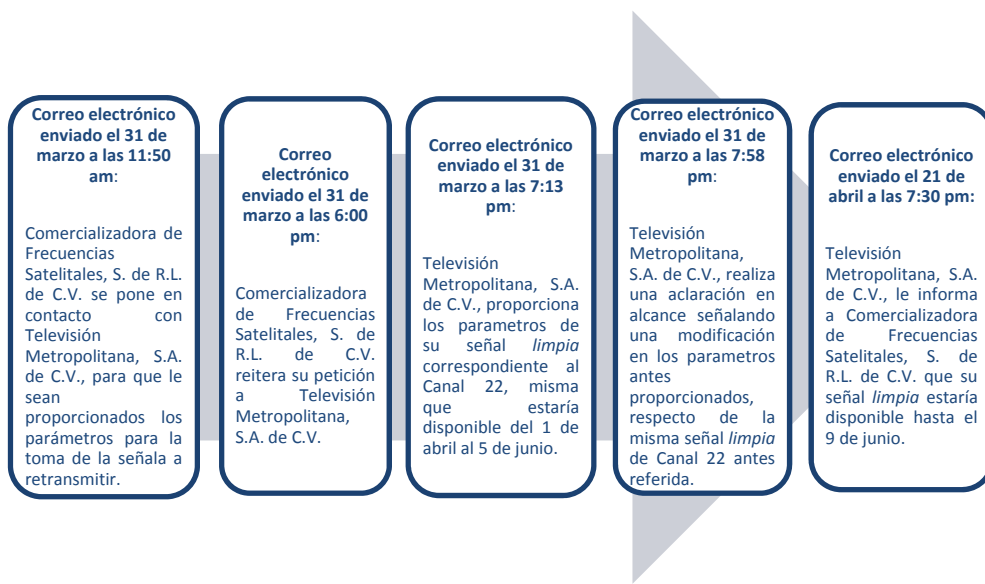 Correo electrónico
enviado el 31 de
marzo a las 11:50
am:
Comercializadora de
Frecuencias
Satelitales, S. de R.L.
de C.V. se pone en
contacto con
Televisión
Metropolitana, S.A.
de C.V., para que le
sean
proporcionados los
parámetros para la
toma de la señala a
retransmitir.
Correo
electrónico
enviado el 31 de
marzo a las 6:00
pm:
Comercializadora
de Frecuencias
Satelitales, S. de
R.L. de C.V.
reitera su petición
a Televisión
Metropolitana,
S.A. de C.V.
Correo electrónico
enviado el 31 de
marzo a las 7:13
pm:
Televisión
Metropolitana, S.A.
de C.V., proporciona
los parametros de
su señal limpia
correspondiente al
Canal 22, misma
que estaría
disponible del 1 de
abril al 5 de junio.
Correo electrónico
enviado el 31 de
marzo a las 7:58
pm:
Televisión
Metropolitana,
S.A. de C.V., realiza
una aclaración en
alcance señalando
una modificación
en los parametros
antes
proporcionados,
respecto de la
misma señal limpia
de Canal 22 antes
referida.
Correo electrónico
enviado el 21 de
abril a las 7:30 pm:
Televisión
Metropolitana, S.A.
de C.V., le informa
a Comercializadora
de Frecuencias
Satelitales, S. de
R.L. de C.V. que su
señal limpia estaría
disponible hasta el
9 de junio.